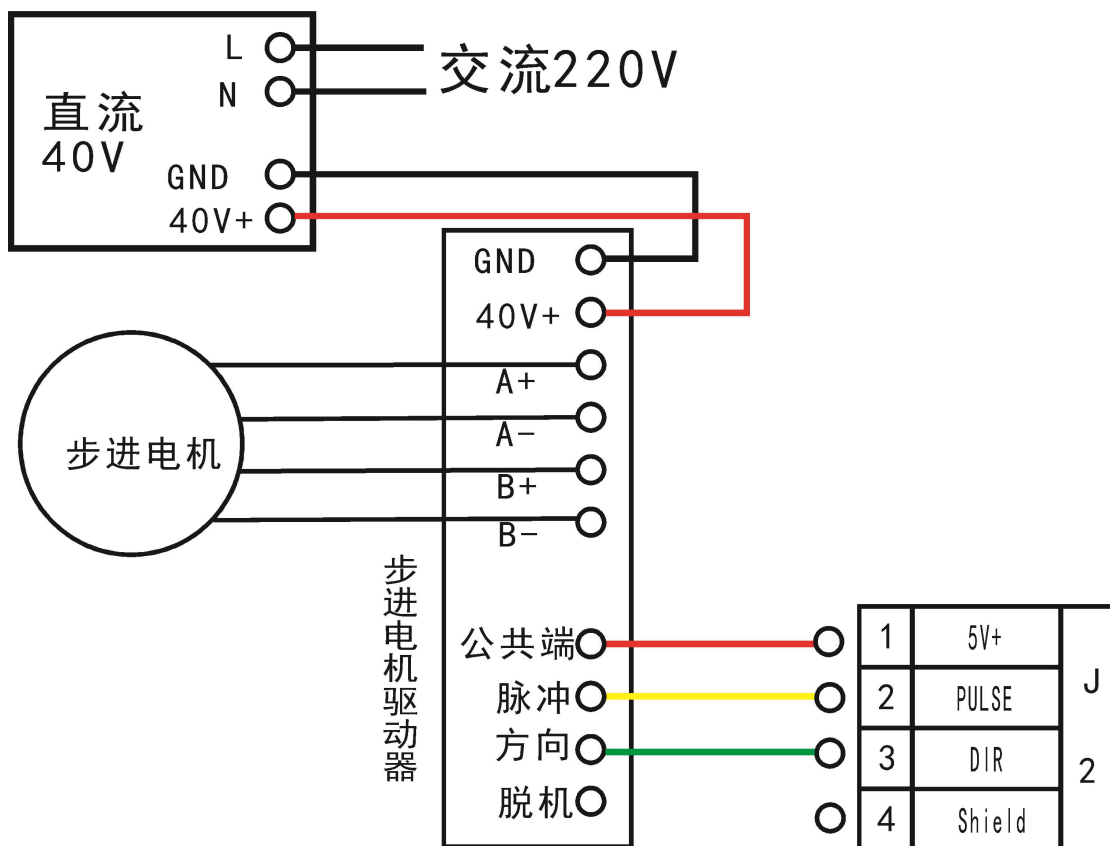 L
交流220V
N
直流
40V
GND
40V+
GND
40V+
A+
A-
B+
B-
步进电机
步进电机驱动器
公共端
脉冲
方向
脱机
1 5V+
2 PULSE
3 DIR
4 Shield
J
2